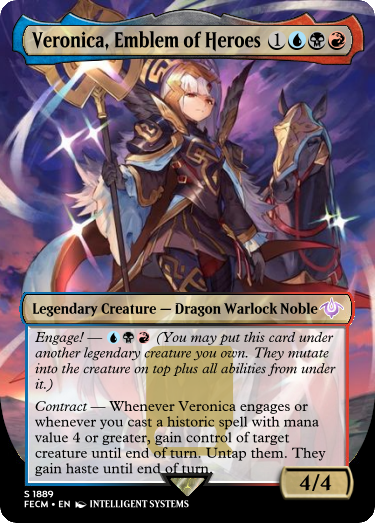 Veronica, Emblem of Heroes 1
Legendary Creature — Dragon Warlock Noble
Engage! — (You may put this card under
another legendary creature you own. They mutate
into the creature on top plus all abilities from under
it.)
Contract — Whenever Veronica engages or
whenever you cast a historic spell with mana
value 4 or greater, gain control of target
creature until end of turn. Untap them. They
gain haste until end of turn.
4/4
S 1889
FECM • EN INTELLIGENT SYSTEMS